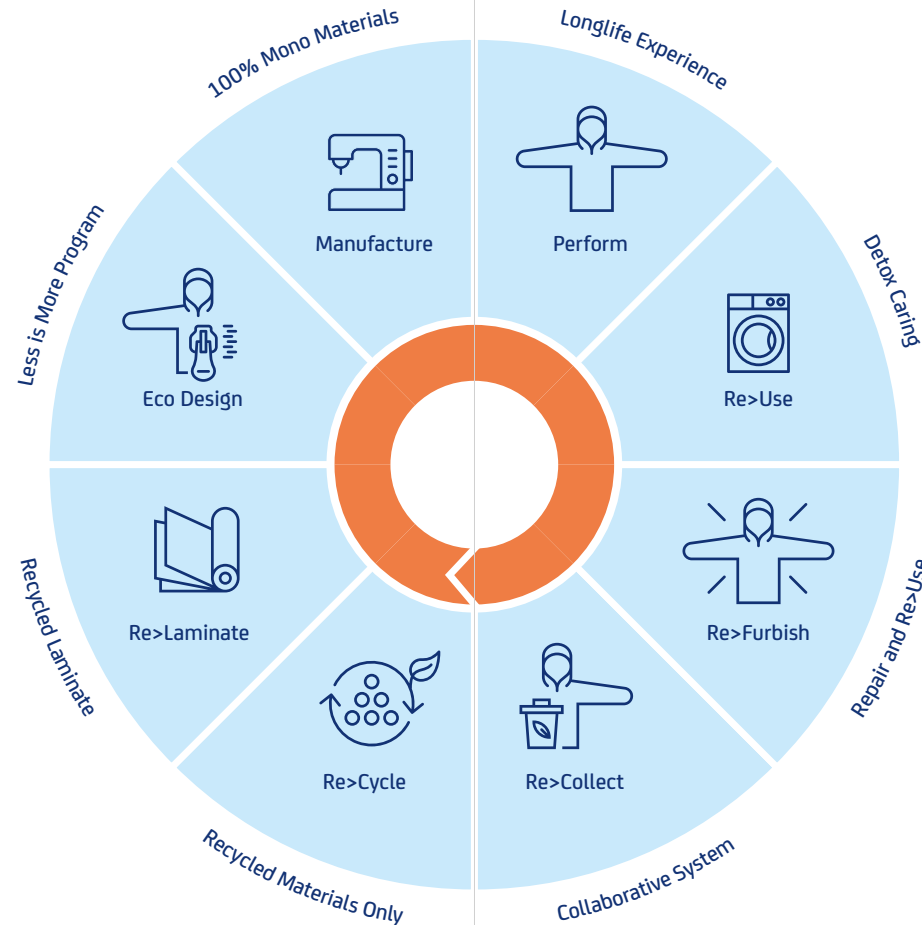 100% Mono Materials
Longlife Experience
Manufacture
Perform
Less is More Program
Detox Caring
Eco Design
Re>Use
Re>Laminate
Re>Furbish
Recycled Laminate
Repair and Re>Use
Re>Cycle
Re>Collect
Recycled Materials Only
Collaborative System